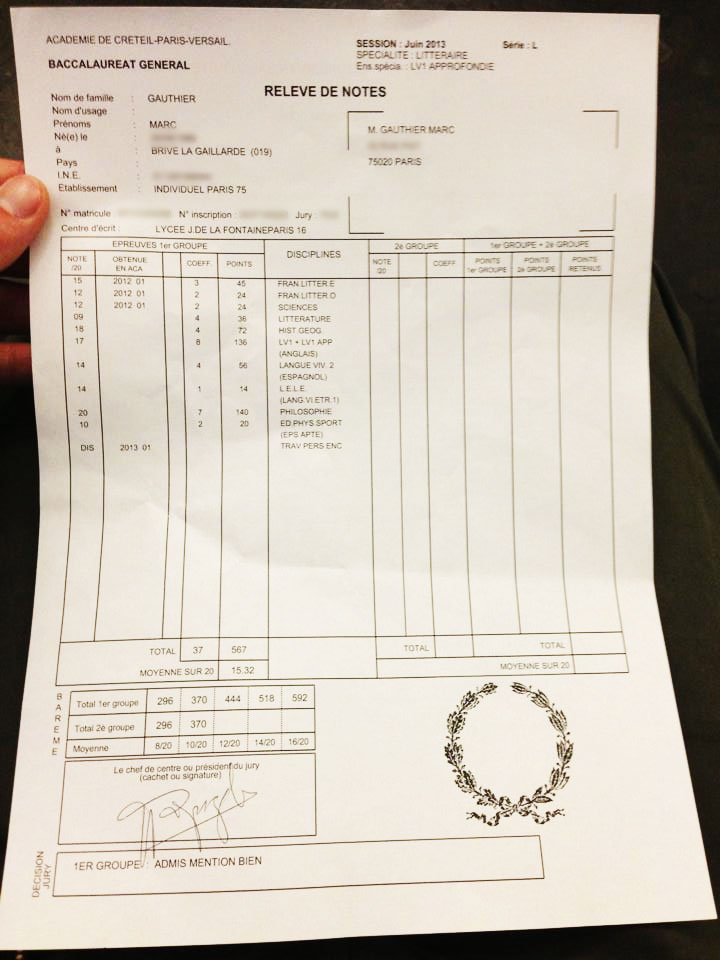 ACADEMIE DE CRETEIL-PARIS-VERSAIL.
SESSION : Juin 2013 Série : L
SPECIALITE : LITTERAIRE
Ens.spécia. : LV1 APPROFONDIE
BACCALAUREAT GENERAL
RELEVE DE NOTES
Nom de famille : GAUTHIER
Nom d'usage :
Prénoms : MARC
Né(e) le :
à : BRIVE LA GAILLARDE (019)
Pays :
I.N.E. :
Etablissement : INDIVIDUEL PARIS 75
M. GAUTHIER MARC
75020 PARIS
N° matricule : N° inscription : Jury :
Centre d'écrit : LYCEE J.DE LA FONTAINEPARIS 16
EPREUVES 1er GROUPE DISCIPLINES 2è GROUPE 1er GROUPE + 2è GROUPE
NOTE /20 OBTENUE EN ACA COEFF. POINTS NOTE /20 COEFF. POINTS 1er GROUPE POINTS 2è GROUPE POINTS RETENUS
15 2012 01 3 45 FRAN.LITTER.E
12 2012 01 2 24 FRAN.LITTER.O
12 2012 01 2 24 SCIENCES
09 4 36 LITTERATURE
18 4 72 HIST.GEOG.
17 8 136 LV1 + LV1 APP
(ANGLAIS)
14 4 56 LANGUE VIV. 2
(ESPAGNOL)
14 1 14 L.E.L.E.
(LANG.VI.ETR.1)
20 7 140 PHILOSOPHIE
10 2 20 ED.PHYS.SPORT
(EPS APTE)
DIS 2013 01 TRAV PERS ENC
TOTAL 37 567 TOTAL TOTAL
MOYENNE SUR 20 15.32 MOYENNE SUR 20
BAREME
Total 1er groupe 296 370 444 518 592
Total 2è groupe 296 370
Moyenne 8/20 10/20 12/20 14/20 16/20
Le chef de centre ou président du jury
(cachet ou signature)
DECISION
JURY
1ER GROUPE : ADMIS MENTION BIEN